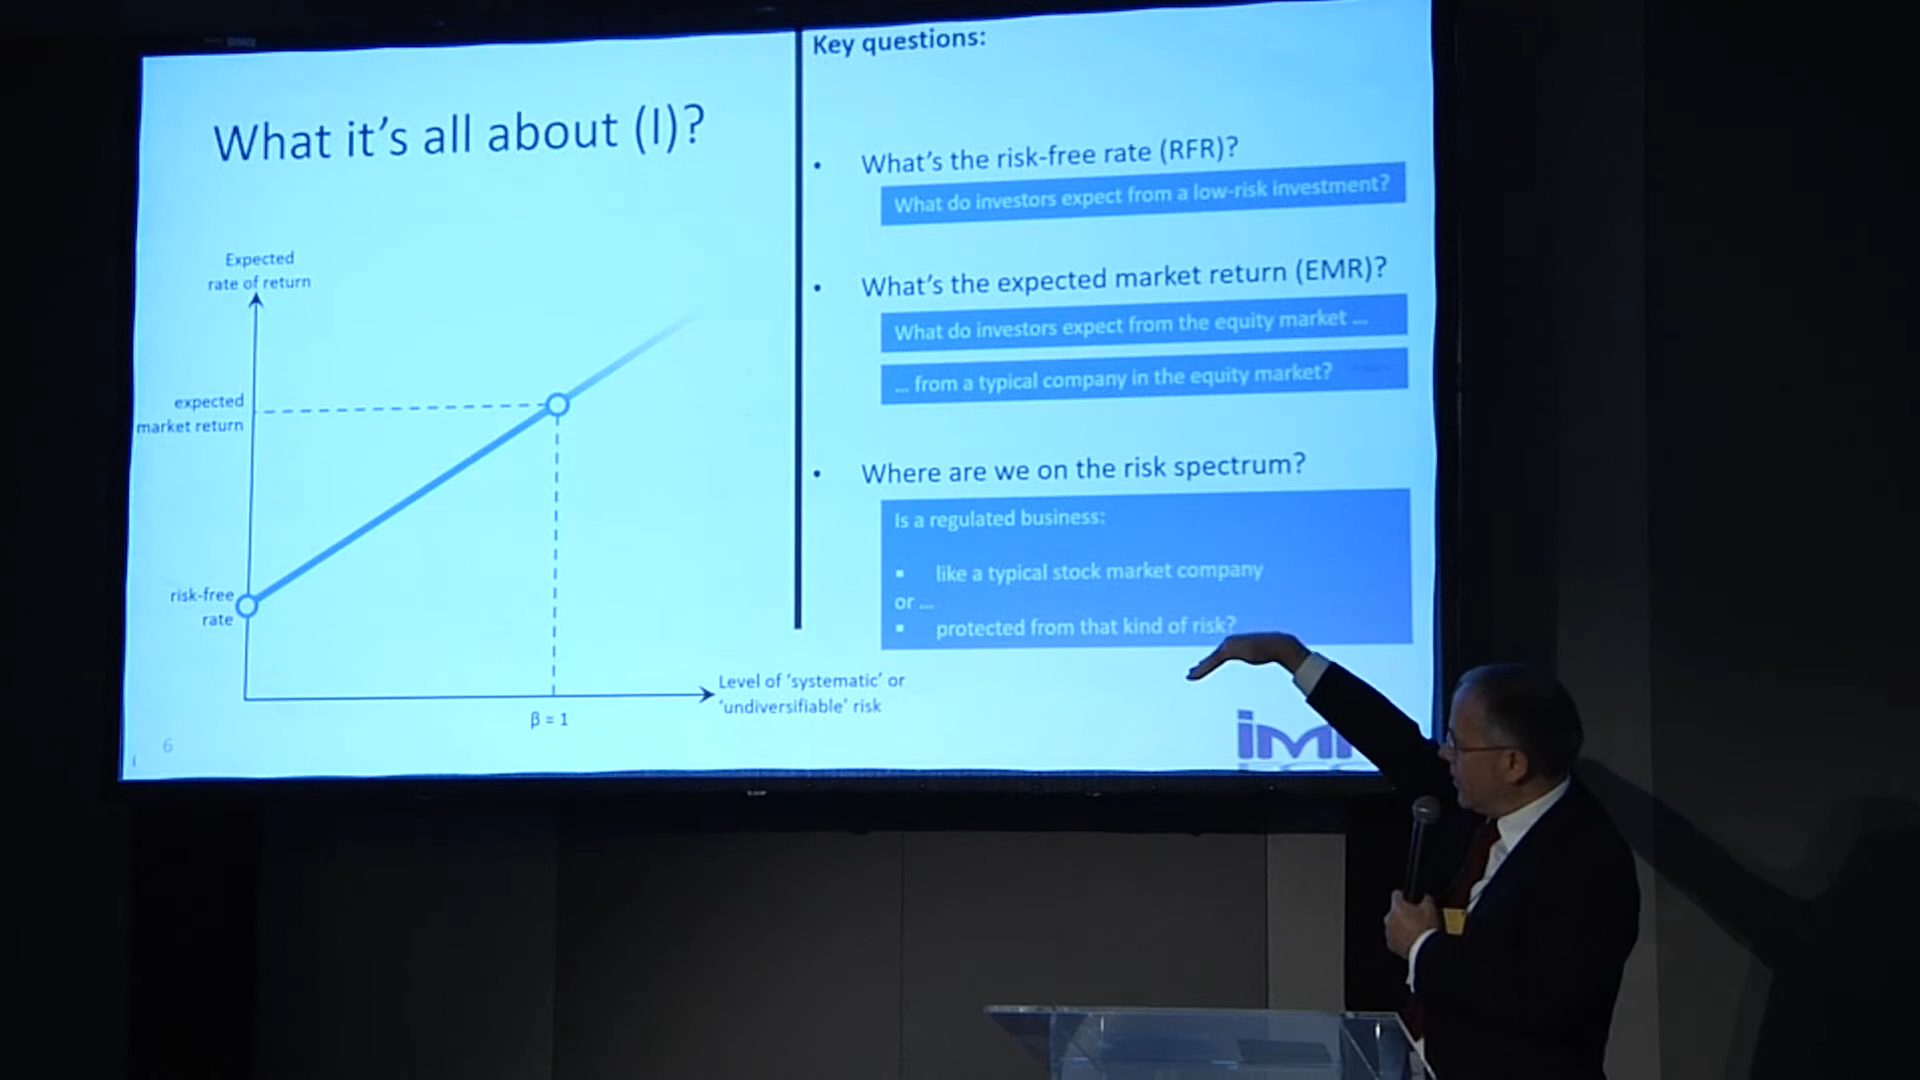 What it's all about (I)?
Expected
rate of return
expected
market return
risk-free
rate
β = 1
Level of 'systematic' or
'undiversifiable' risk
6
Key questions:
• What's the risk-free rate (RFR)?
What do investors expect from a low-risk investment?
• What's the expected market return (EMR)?
What do investors expect from the equity market ...
... from a typical company in the equity market?
• Where are we on the risk spectrum?
Is a regulated business:
▪ like a typical stock market company
or ...
▪ protected from that kind of risk?